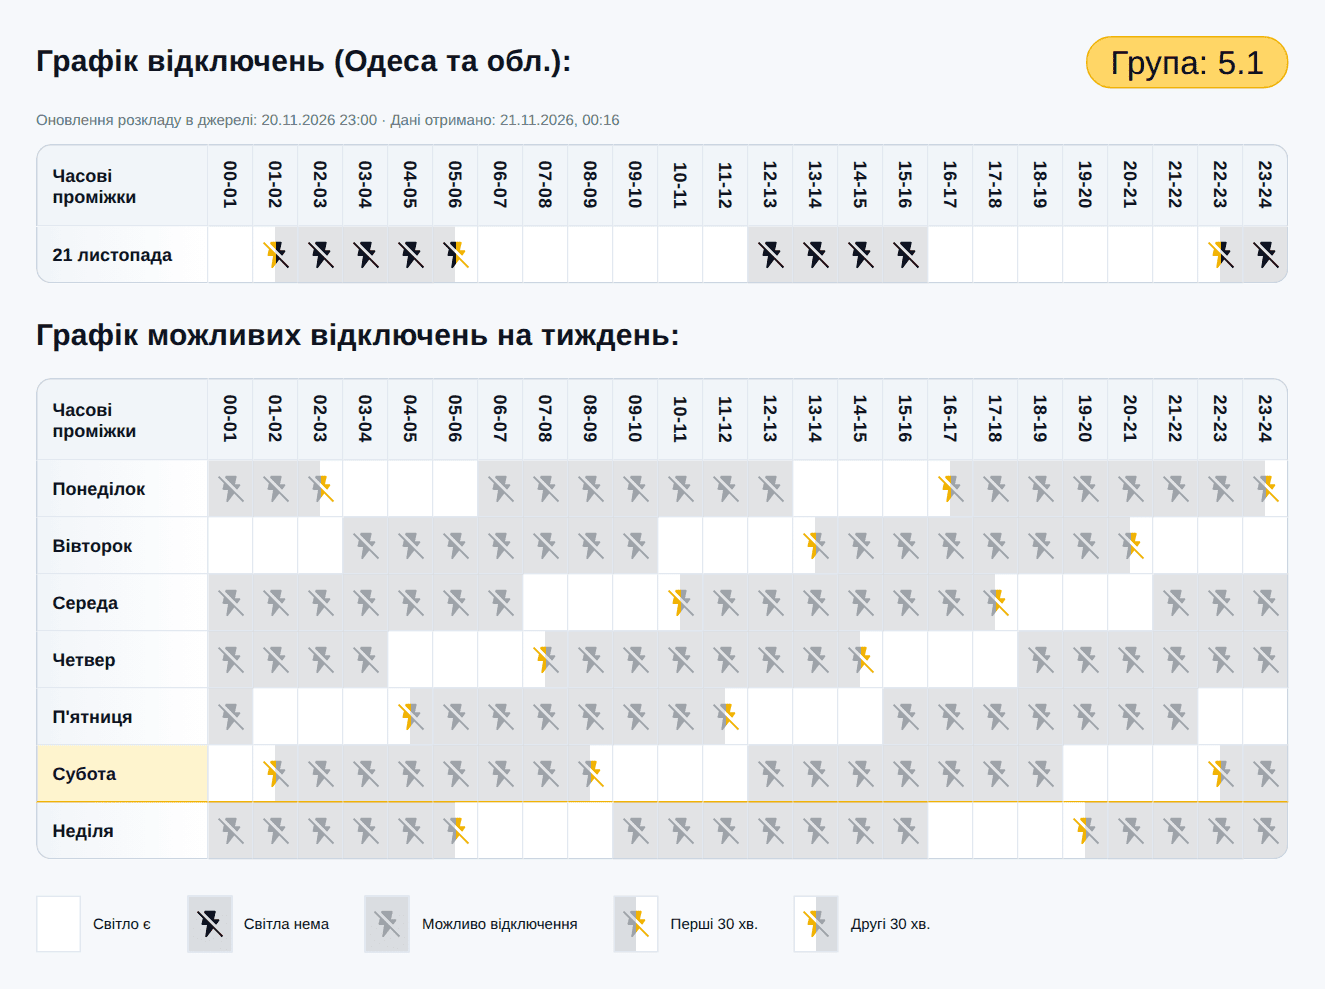 Графік відключень (Одеса та обл.):
Група: 5.1
Оновлення розкладу в джерелі: 20.11.2026 23:00 · Дані отримано: 21.11.2026, 00:16
Часові
проміжки
00-01 01-02 02-03 03-04 04-05 05-06 06-07 07-08 08-09 09-10 10-11 11-12 12-13 13-14 14-15 15-16 16-17 17-18 18-19 19-20 20-21 21-22 22-23 23-24
21 листопада
Графік можливих відключень на тиждень:
Часові
проміжки
00-01 01-02 02-03 03-04 04-05 05-06 06-07 07-08 08-09 09-10 10-11 11-12 12-13 13-14 14-15 15-16 16-17 17-18 18-19 19-20 20-21 21-22 22-23 23-24
Понеділок
Вівторок
Середа
Четвер
П'ятниця
Субота
Неділя
Світло є
Світла нема
Можливо відключення
Перші 30 хв.
Другі 30 хв.